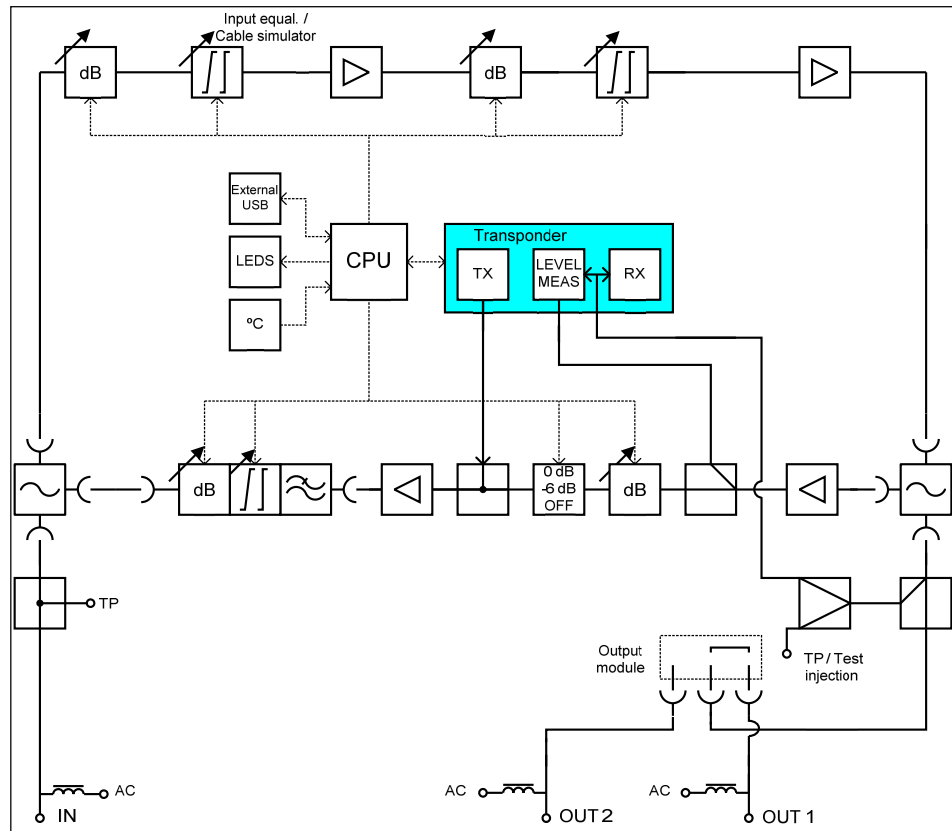 Input equal. /
Cable simulator
dB
dB
External
USB
LEDS
ºC
CPU
Transponder
TX
LEVEL
MEAS
RX
dB
0 dB
-6 dB
OFF
dB
TP
Output
module
TP / Test
injection
AC
IN
AC
OUT 2
AC
OUT 1